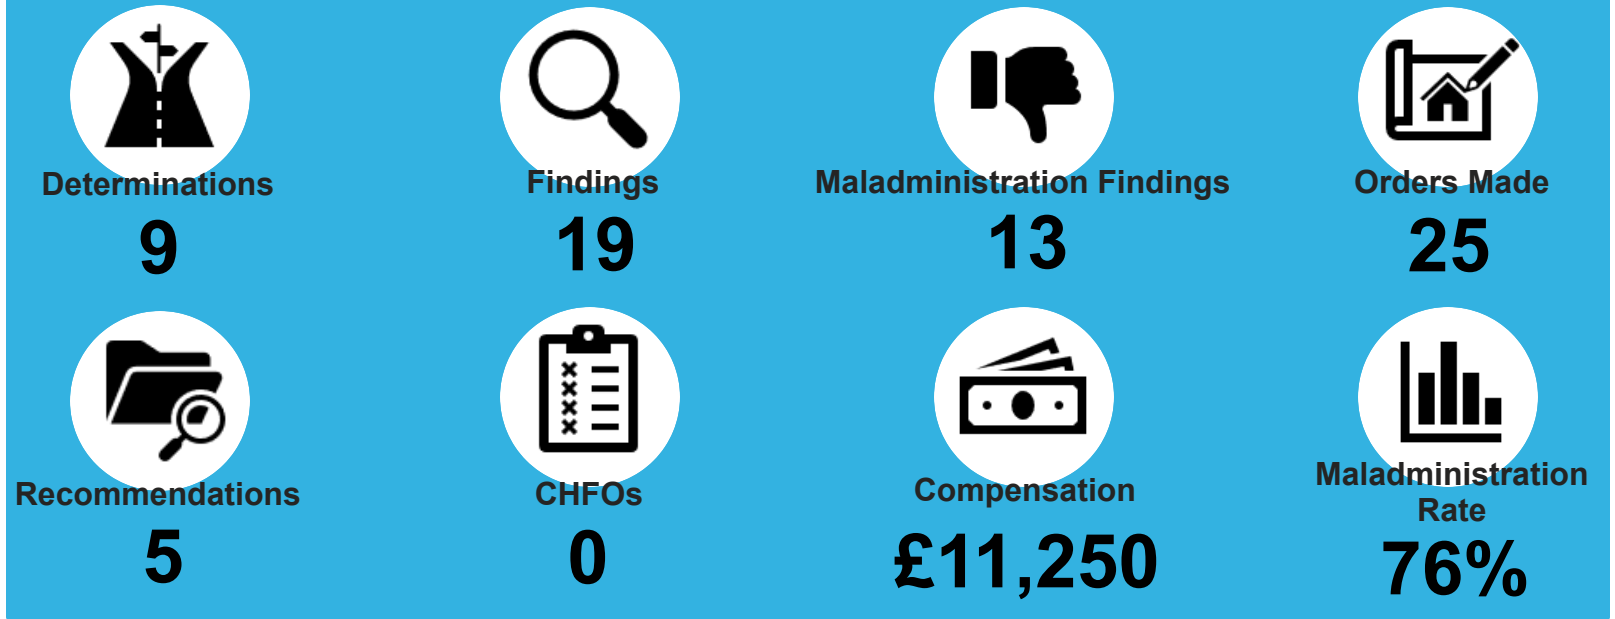 Determinations
9
Findings
19
Maladministration Findings
13
Orders Made
25
Recommendations
5
CHFOs
0
Compensation
£11,250
Maladministration
Rate
76%